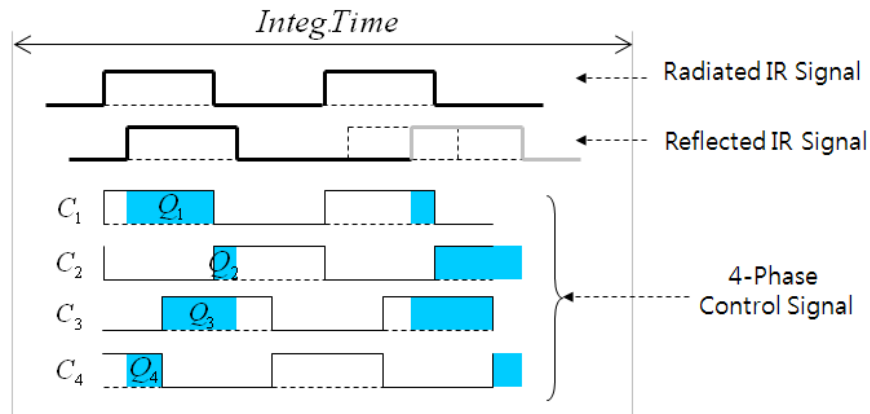 Integ.Time
Radiated IR Signal
Reflected IR Signal
C1 Q1
C2 Q2
C3 Q3
C4 Q4
4-Phase
Control Signal